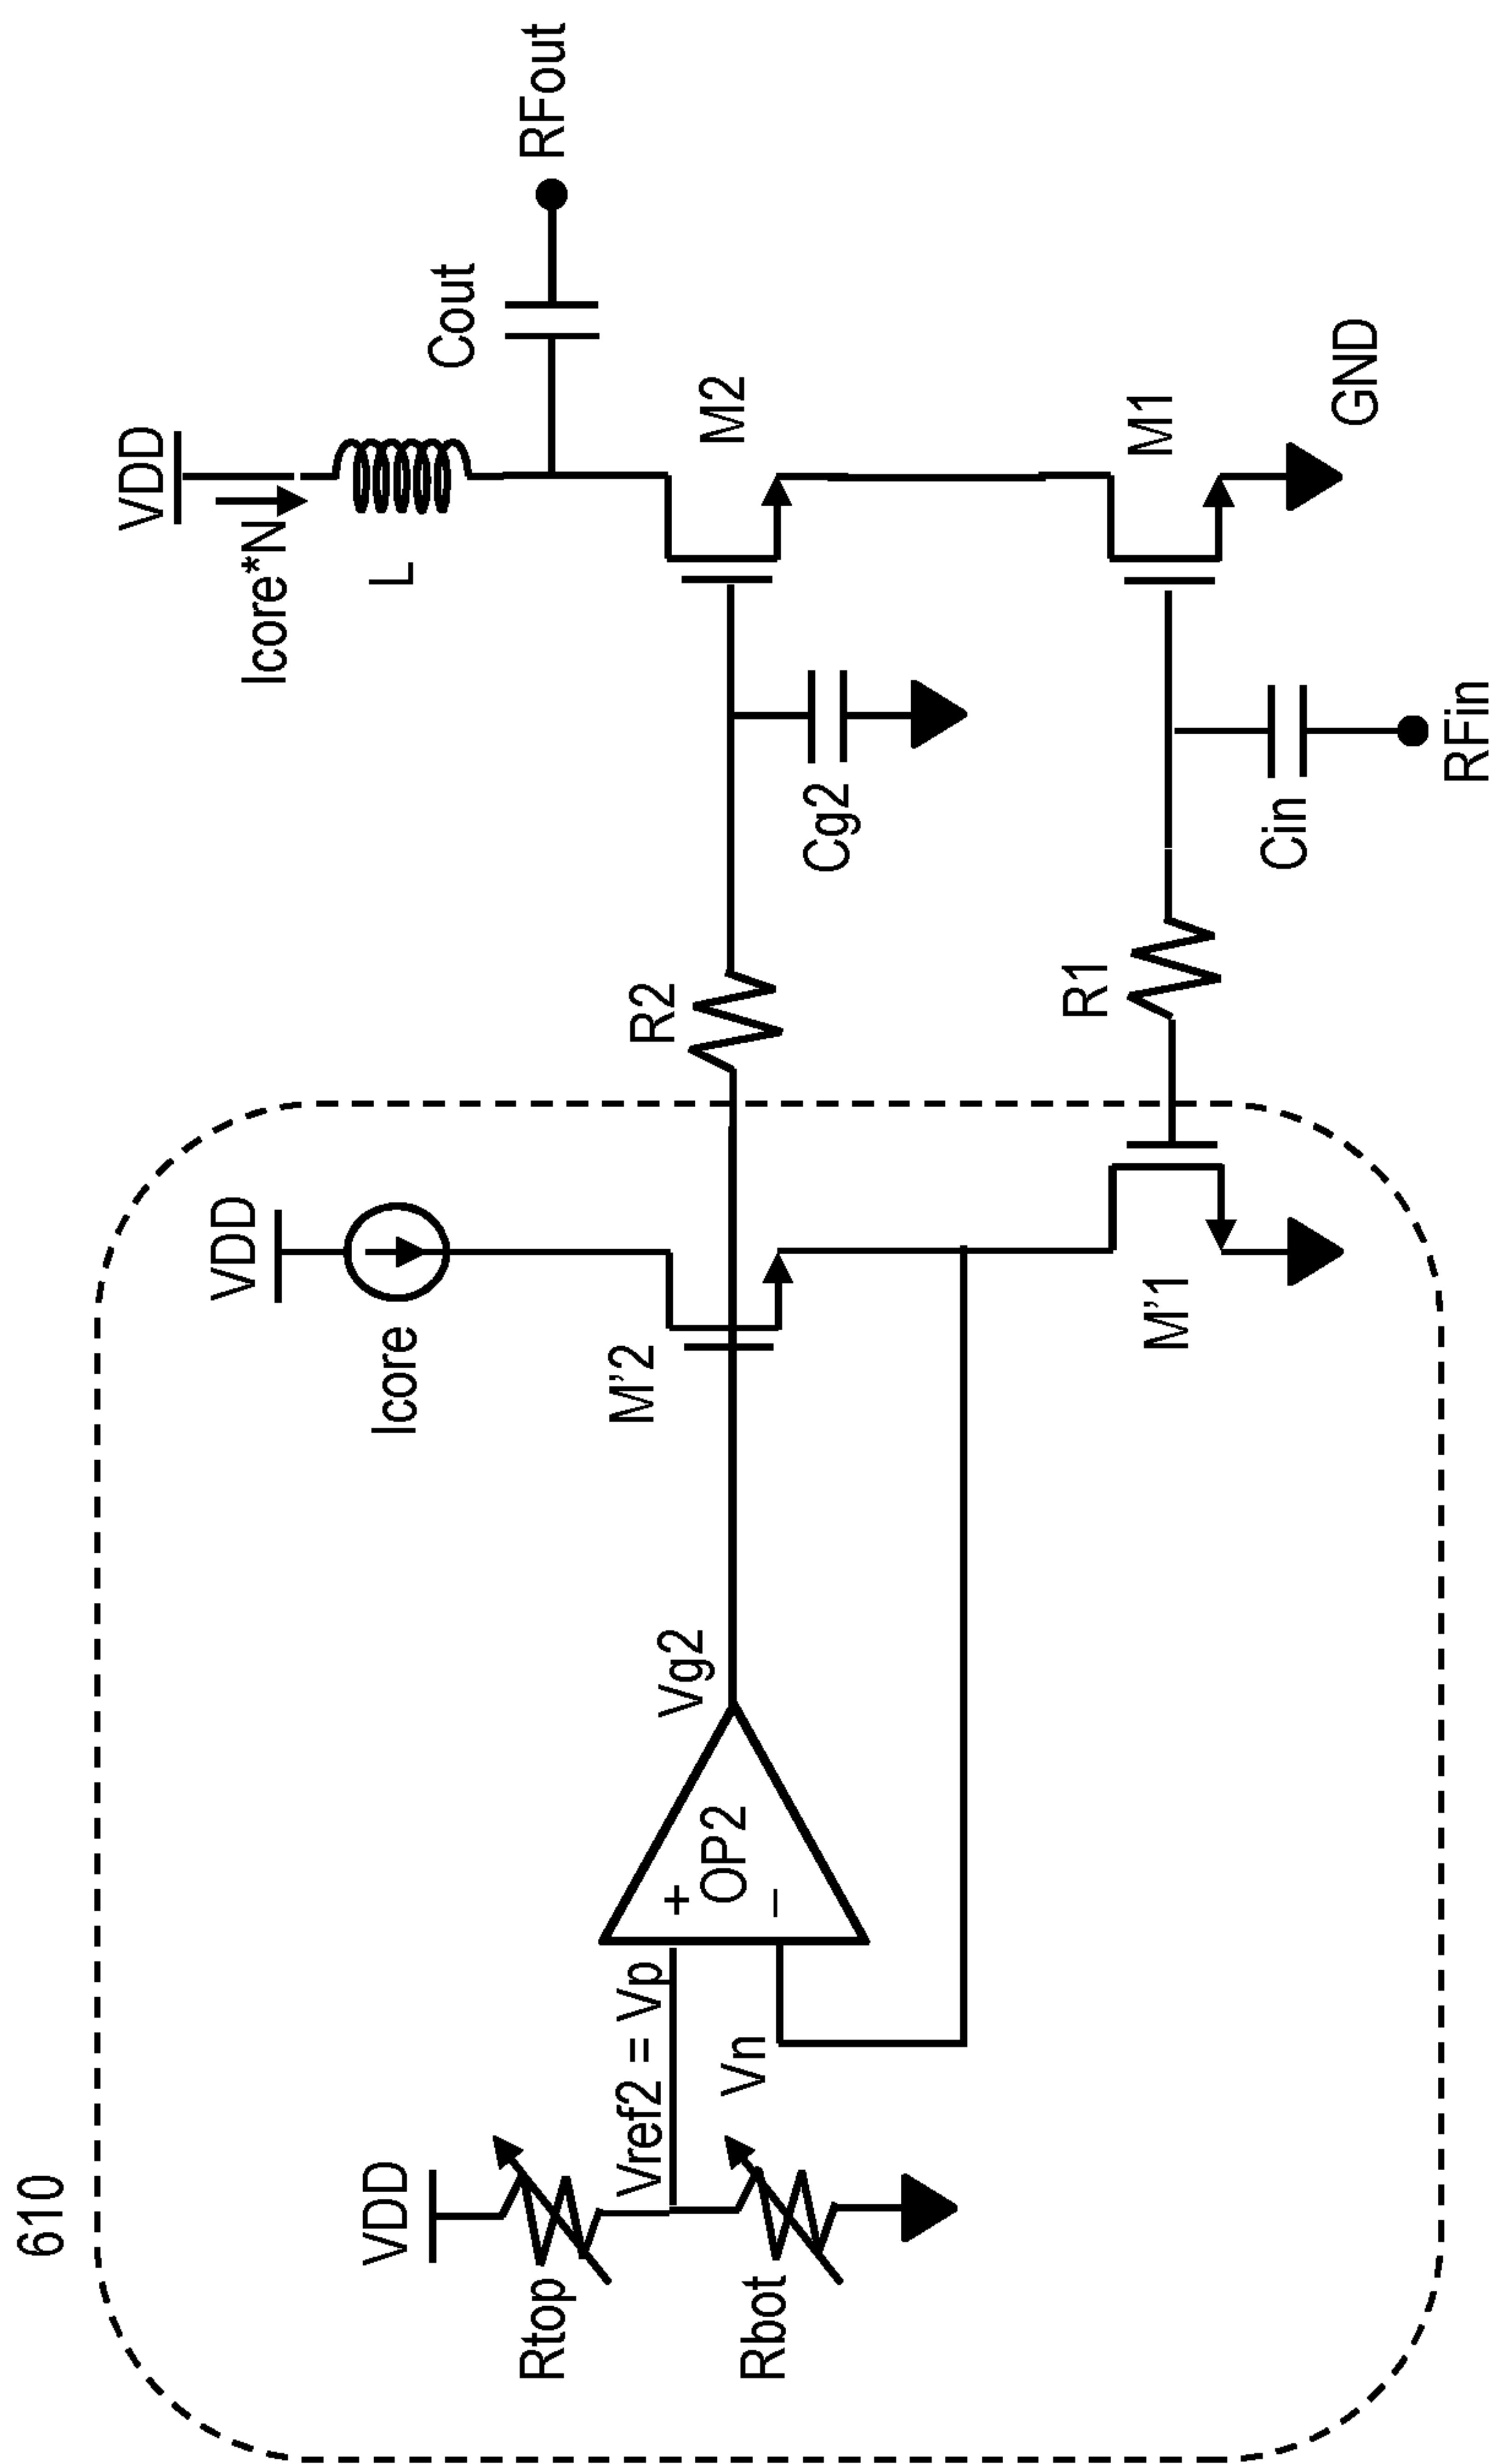 610
VDD
Rtop
Rbot
Vref2 = Vp
Vn
+
OP2
−
Vg2
VDD
Icore
M'2
M'1
R2
R1
Cg2
Cin
RFin
VDD
Icore*N
L
Cout
RFout
M2
M1
GND